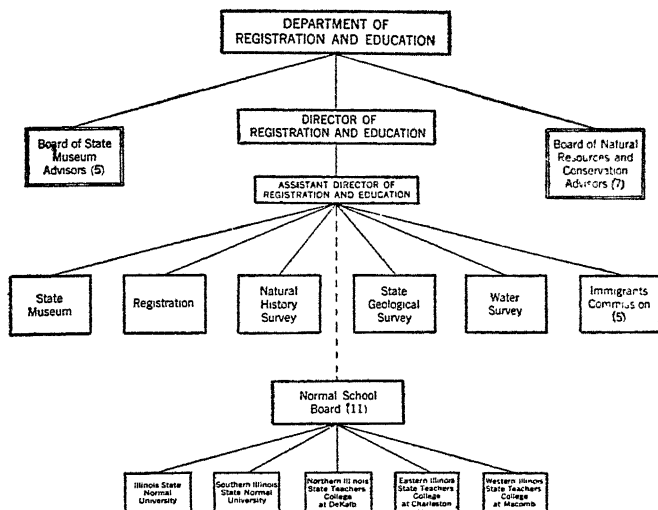 DEPARTMENT OF
REGISTRATION AND EDUCATION
DIRECTOR OF
REGISTRATION AND EDUCATION
Board of State
Museum
Advisors (5)
Board of Natural
Resources and
Conservation
Advisors (7)
ASSISTANT DIRECTOR OF
REGISTRATION AND EDUCATION
State
Museum
Registration
Natural
History
Survey
State
Geological
Survey
Water
Survey
Immigrants
Commission
(5)
Normal School
Board (11)
Illinois State
Normal
University
Southern Illinois
State Normal
University
Northern Illinois
State Teachers
College
at DeKalb
Eastern Illinois
State Teachers
College
at Charleston
Western Illinois
State Teachers
College
at Macomb